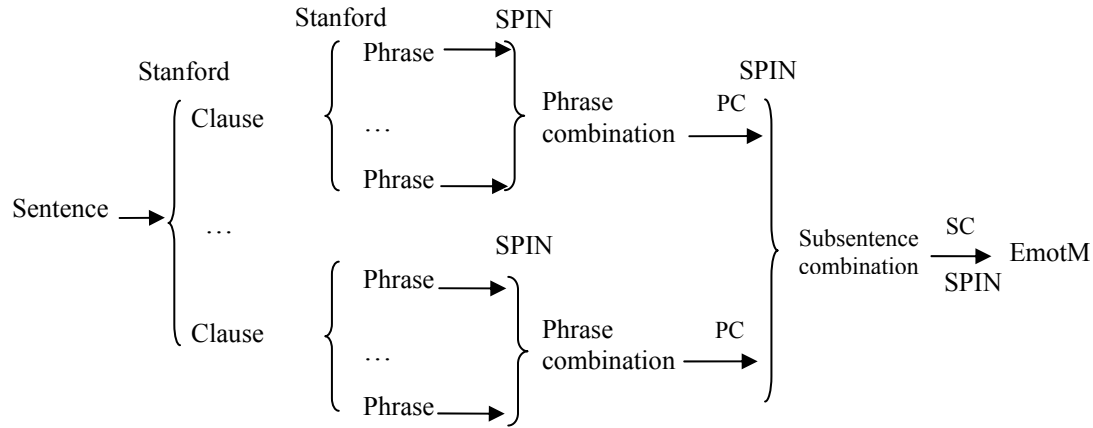 Stanford
SPIN
Phrase
Stanford
SPIN
Clause
…
Phrase
combination
PC
Phrase
Sentence
…
Subsentence
combination
SC
SPIN
EmotM
SPIN
Phrase
Clause
…
Phrase
combination
PC
Phrase